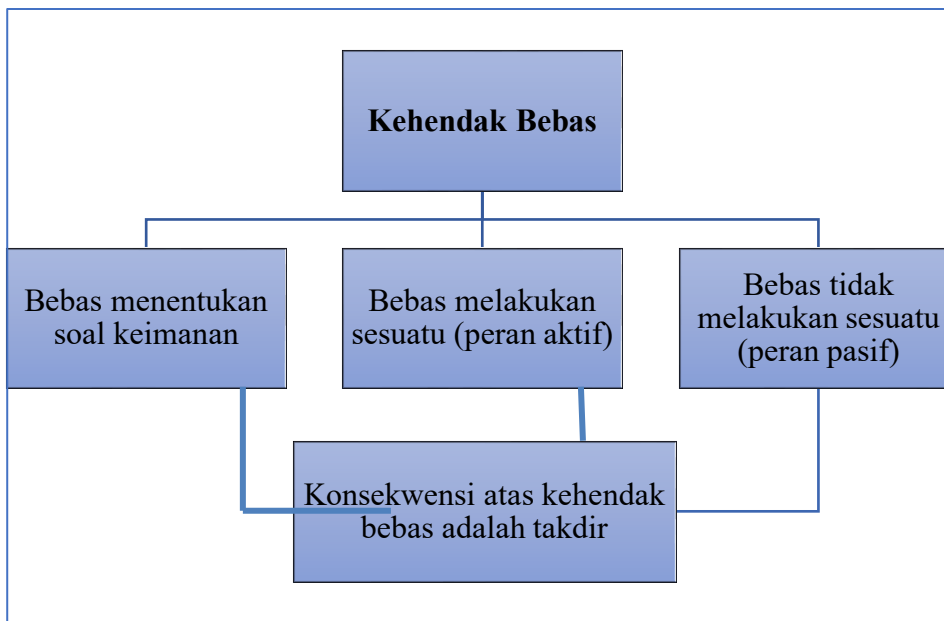 Kehendak Bebas
Bebas menentukan
soal keimanan
Bebas melakukan
sesuatu (peran aktif)
Bebas tidak
melakukan sesuatu
(peran pasif)
Konsekwensi atas kehendak
bebas adalah takdir